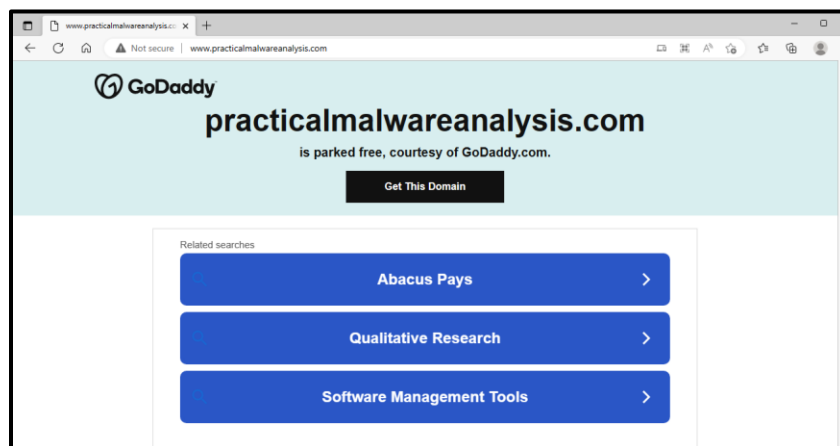 www.practicalmalwareanalysis.co
Not secure | www.practicalmalwareanalysis.com
GoDaddy
practicalmalwareanalysis.com
is parked free, courtesy of GoDaddy.com.
Get This Domain
Related searches
Abacus Pays
Qualitative Research
Software Management Tools